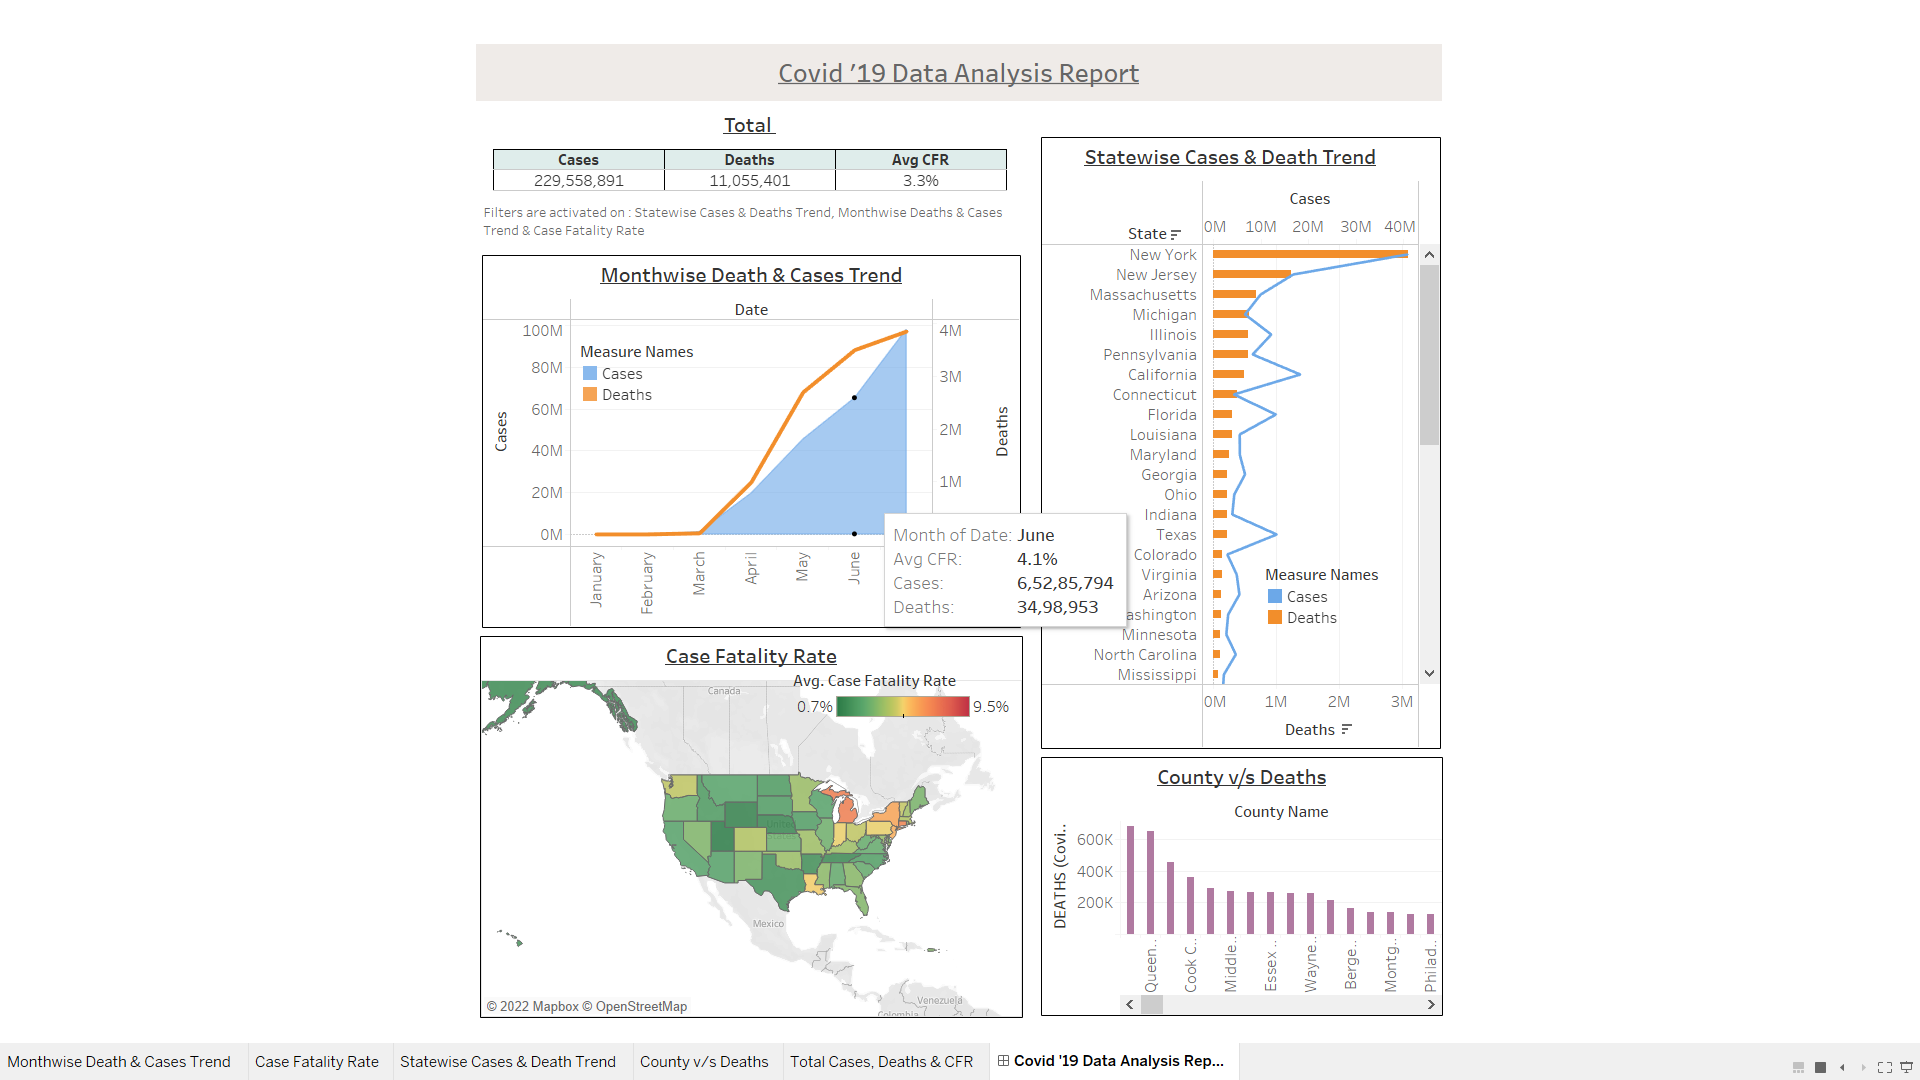 Covid ’19 Data Analysis Report
Total
Cases Deaths Avg CFR
229,558,891 11,055,401 3.3%
Filters are activated on : Statewise Cases & Deaths Trend, Monthwise Deaths & Cases
Trend & Case Fatality Rate
Monthwise Death & Cases Trend
Date
100M
80M
60M
40M
20M
0M
Cases
Measure Names
Cases
Deaths
4M
3M
2M
1M
Deaths
January
February
March
April
May
June
Month of Date: June
Avg CFR: 4.1%
Cases: 6,52,85,794
Deaths: 34,98,953
Case Fatality Rate
Avg. Case Fatality Rate
0.7% 9.5%
Canada
United
States
Mexico
Venezuela
Colombia
© 2022 Mapbox © OpenStreetMap
Statewise Cases & Death Trend
Cases
0M 10M 20M 30M 40M
State
New York
New Jersey
Massachusetts
Michigan
Illinois
Pennsylvania
California
Connecticut
Florida
Louisiana
Maryland
Georgia
Ohio
Indiana
Texas
Colorado
Virginia
Arizona
ashington
Minnesota
North Carolina
Mississippi
Measure Names
Cases
Deaths
0M 1M 2M 3M
Deaths
County v/s Deaths
County Name
DEATHS (Covi..
600K
400K
200K
Queen..
Cook C..
Middle..
Essex ..
Wayne..
Berge..
Montg..
Philad..
Monthwise Death & Cases Trend
Case Fatality Rate
Statewise Cases & Death Trend
County v/s Deaths
Total Cases, Deaths & CFR
Covid '19 Data Analysis Rep...